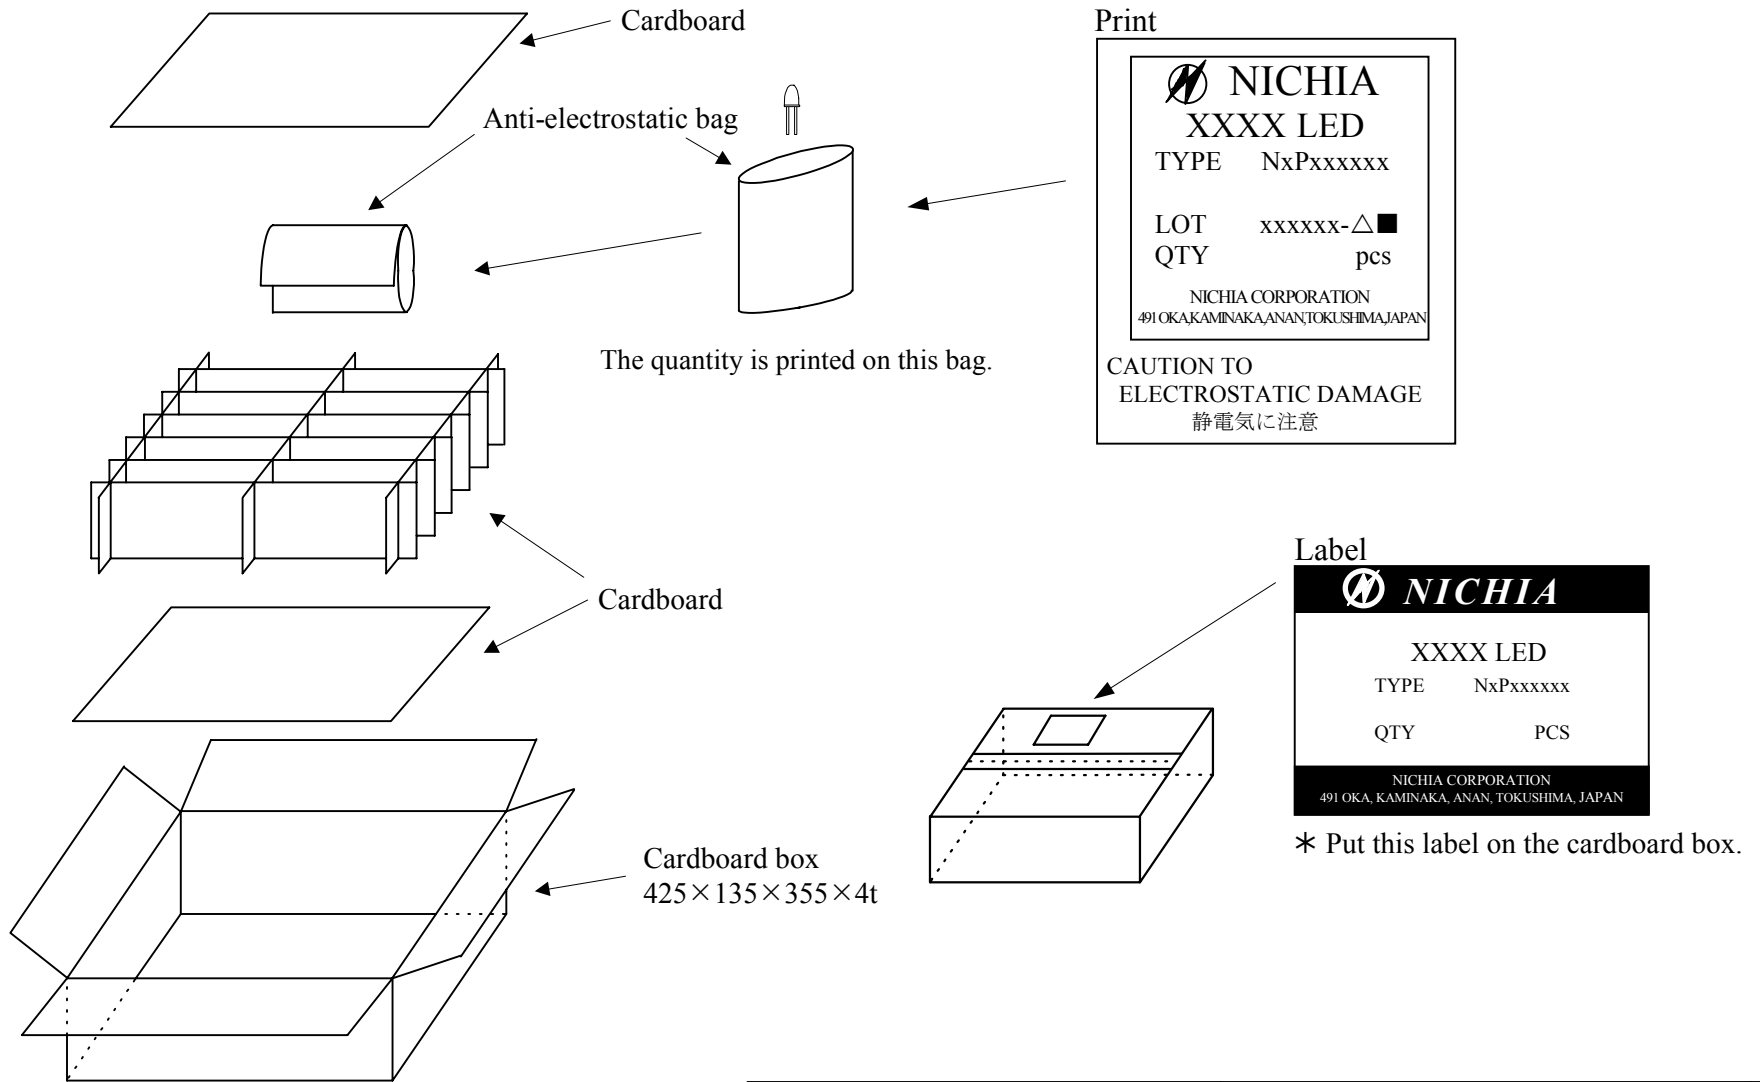 Cardboard
Anti-electrostatic bag
The quantity is printed on this bag.
Cardboard
Cardboard box
425×135×355×4t
Print
NICHIA
XXXX LED
TYPE NxPxxxxxx
LOT xxxxxx-△■
QTY pcs
NICHIA CORPORATION
491 OKA,KAMINAKA,ANAN,TOKUSHIMA,JAPAN
CAUTION TO
ELECTROSTATIC DAMAGE
静電気に注意
Label
NICHIA
XXXX LED
TYPE NxPxxxxxx
QTY PCS
NICHIA CORPORATION
491 OKA, KAMINAKA, ANAN, TOKUSHIMA, JAPAN
＊ Put this label on the cardboard box.